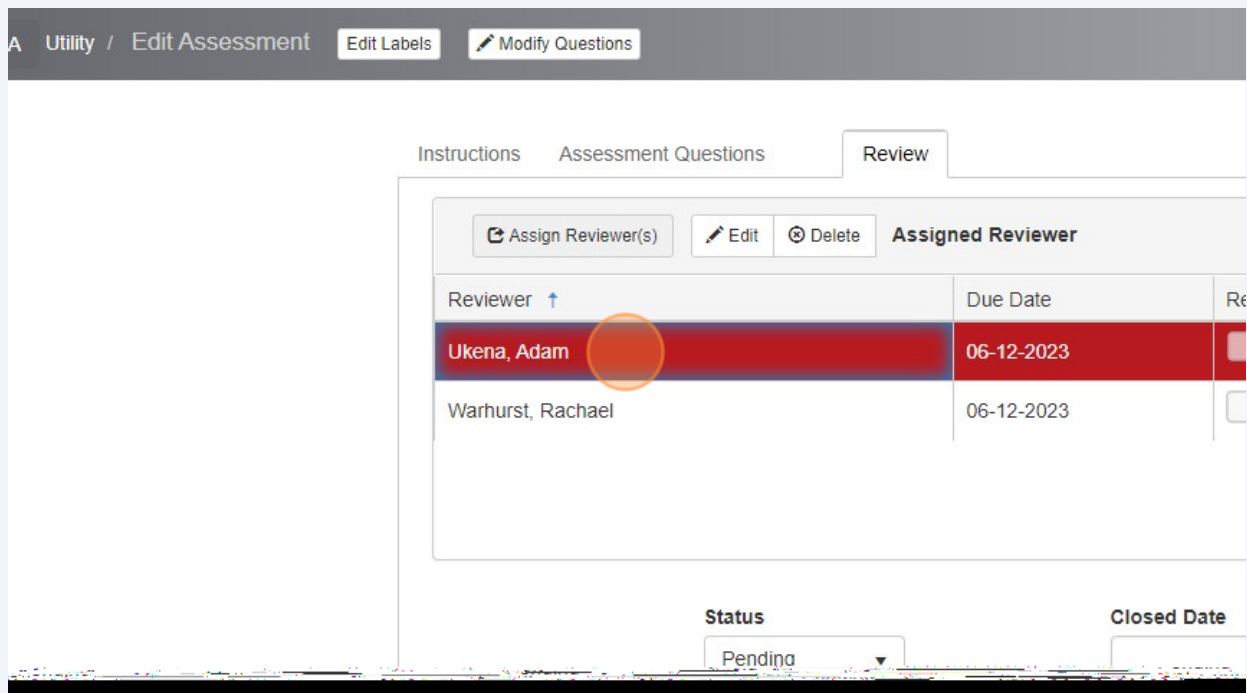 A Utility / Edit Assessment Edit Labels Modify Questions
Instructions Assessment Questions Review
Assign Reviewer(s) Edit Delete Assigned Reviewer
Reviewer ↑ Due Date Re
Ukena, Adam 06-12-2023
Warhurst, Rachael 06-12-2023
Status Closed Date
Pending